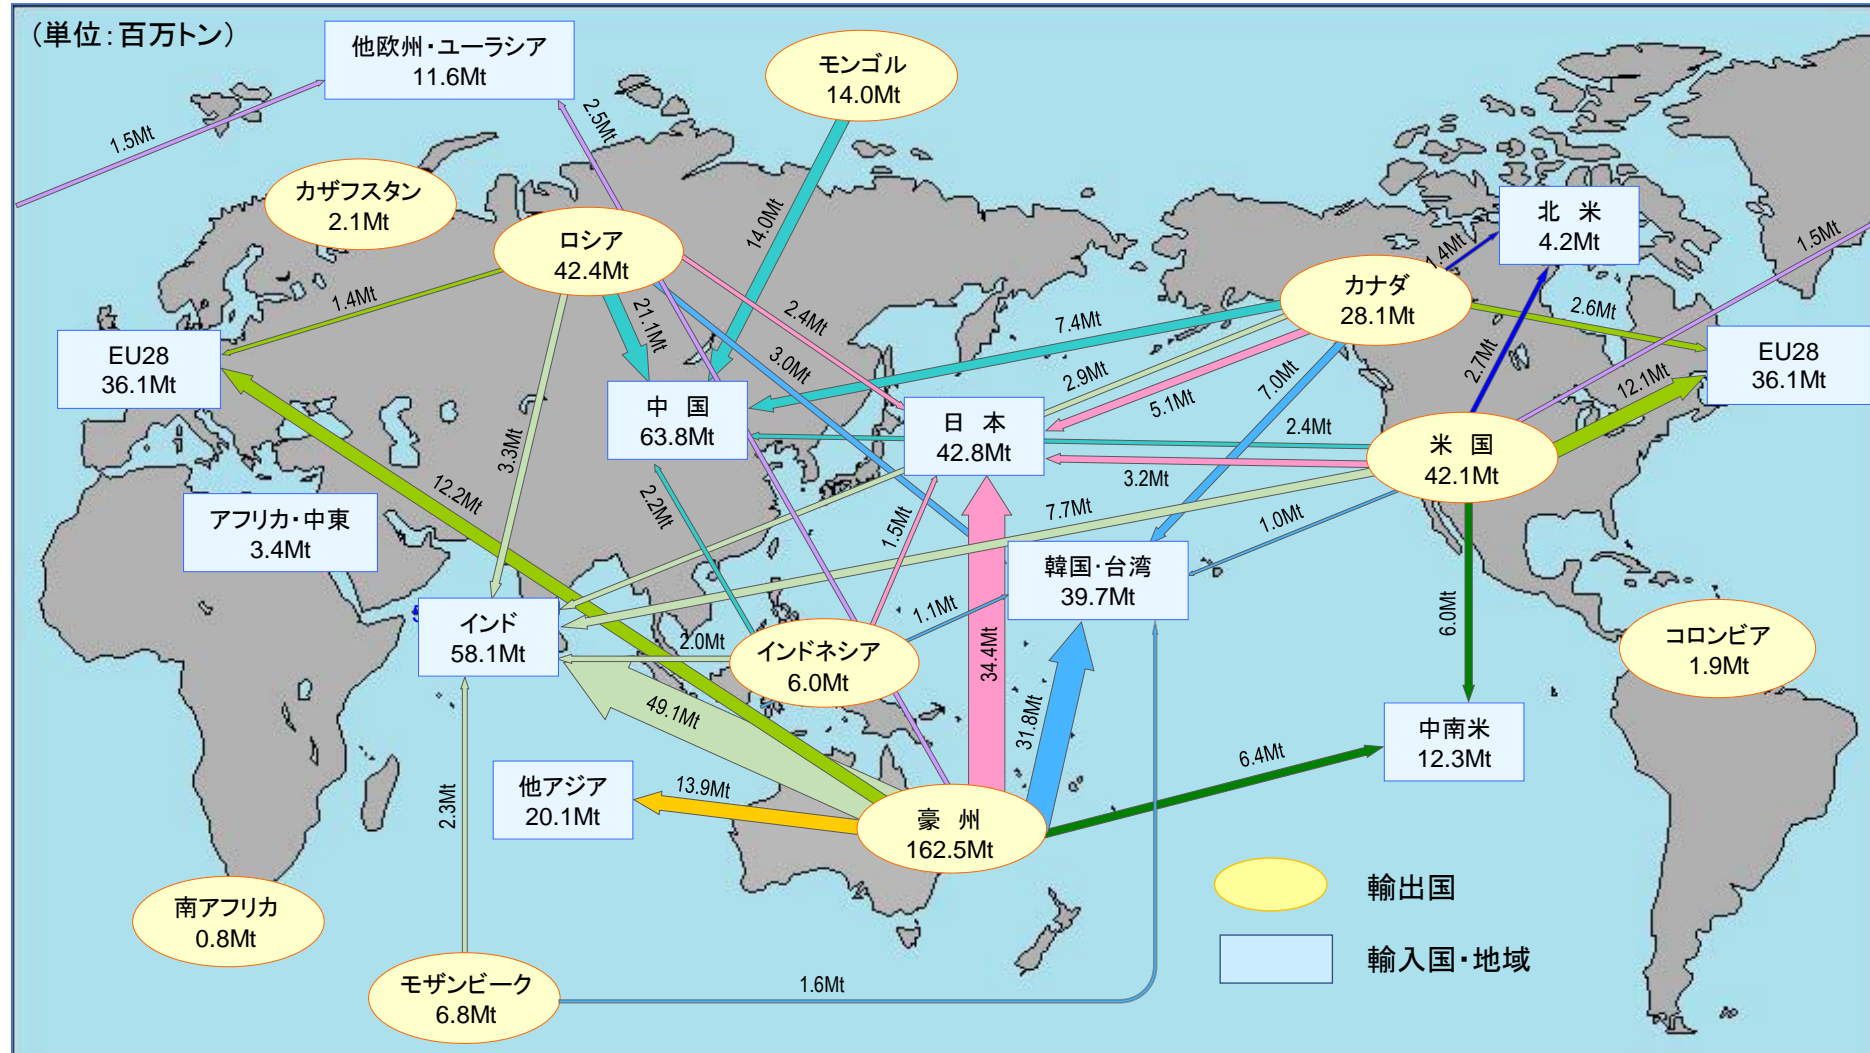 （単位：百万トン）
他欧州・ユーラシア
11.6Mt
モンゴル
14.0Mt
1.5Mt
2.5Mt
カザフスタン
2.1Mt
ロシア
42.4Mt
14.0Mt
北 米
4.2Mt
1.5Mt
1.4Mt
カナダ
28.1Mt
2.6Mt
1.4Mt
21.1Mt
2.4Mt
7.4Mt
EU28
36.1Mt
3.0Mt
2.9Mt
5.1Mt
7.0Mt
2.7Mt
12.1Mt
EU28
36.1Mt
中 国
63.8Mt
日 本
42.8Mt
2.4Mt
米 国
42.1Mt
3.3Mt
3.2Mt
12.2Mt
2.2Mt
1.5Mt
7.7Mt
1.0Mt
アフリカ・中東
3.4Mt
韓国・台湾
39.7Mt
インド
58.1Mt
1.1Mt
6.0Mt
2.0Mt
インドネシア
6.0Mt
コロンビア
1.9Mt
49.1Mt
34.4Mt
31.8Mt
中南米
12.3Mt
6.4Mt
2.3Mt
他アジア
20.1Mt
13.9Mt
豪 州
162.5Mt
輸出国
南アフリカ
0.8Mt
輸入国・地域
モザンビーク
6.8Mt
1.6Mt